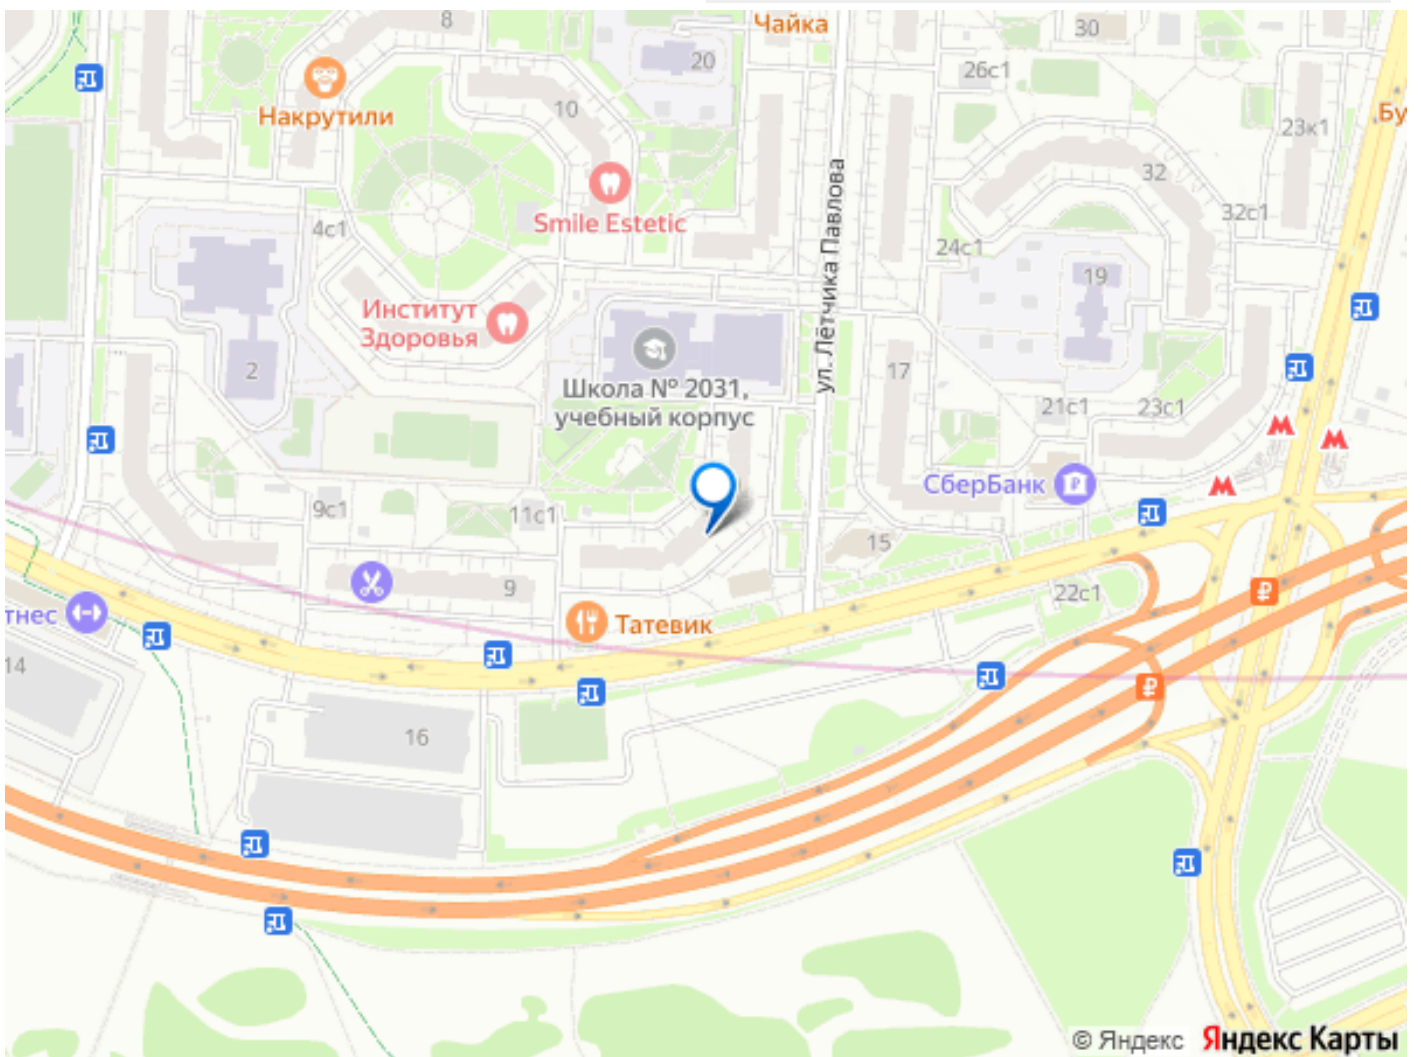 8
Чайка
30
20
26с1
Накрутили
10
23к1
Бу
32
Smile Estetic
32с1
4с1
24с1
ул. Лётчика Павлова
19
Институт
Здоровья
2
Школа № 2031,
учебный корпус
17
21с1
23с1
СберБанк
9с1
11с1
15
9
22с1
тнес
Татевик
14
16
© Яндекс Яндекс Карты